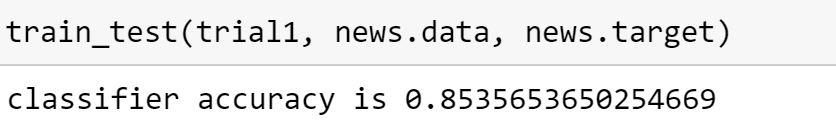 train_test(trial1, news.data, news.target)
classifier accuracy is 0.8535653650254669